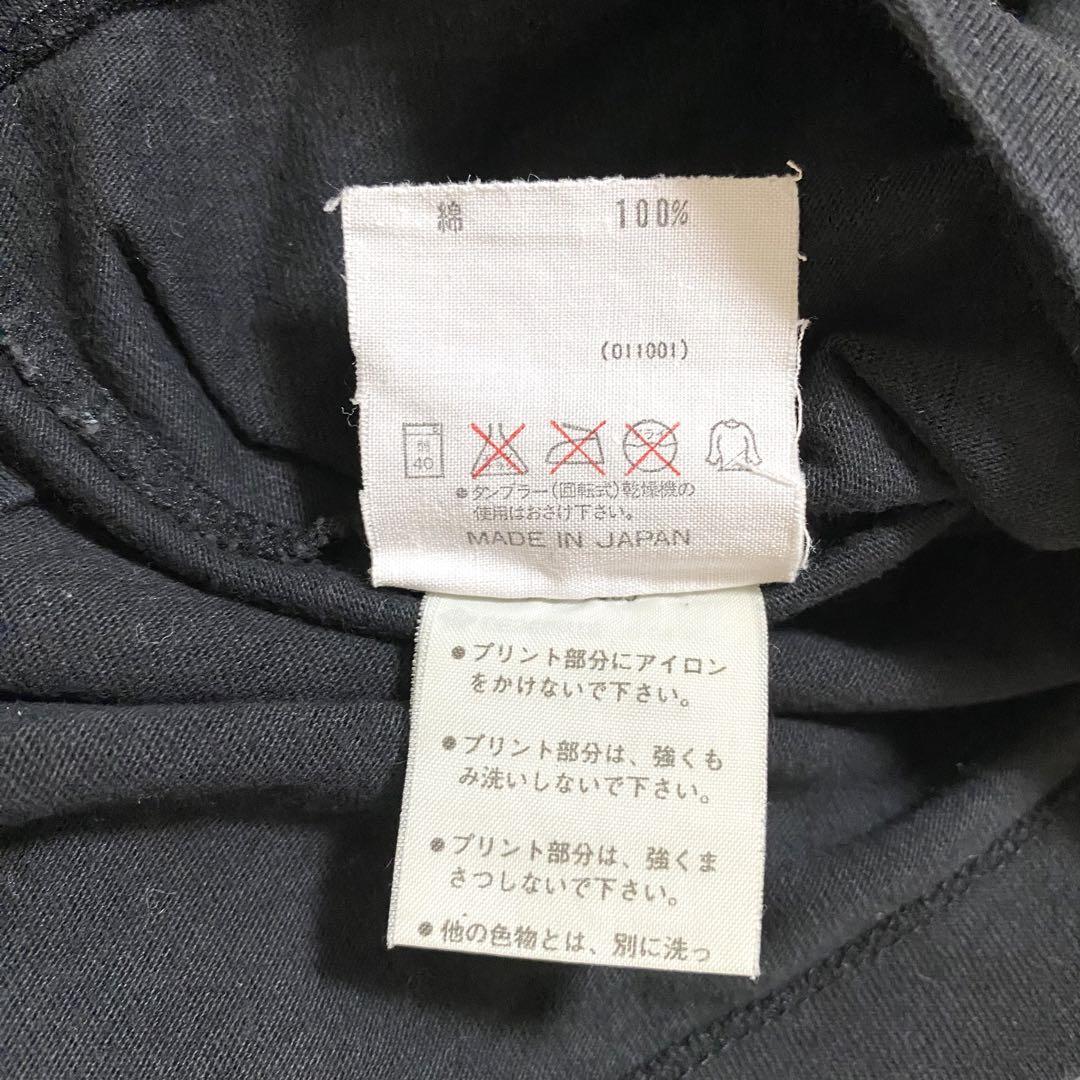 綿 100%
(011001)
40
●タンブラー(回転式)乾燥機の
使用はおさけ下さい。
MADE IN JAPAN
●プリント部分にアイロン
をかけないで下さい。
●プリント部分は、強くも
み洗いしないで下さい。
●プリント部分は、強くま
さつしないで下さい。
●他の色物とは、別に洗っ